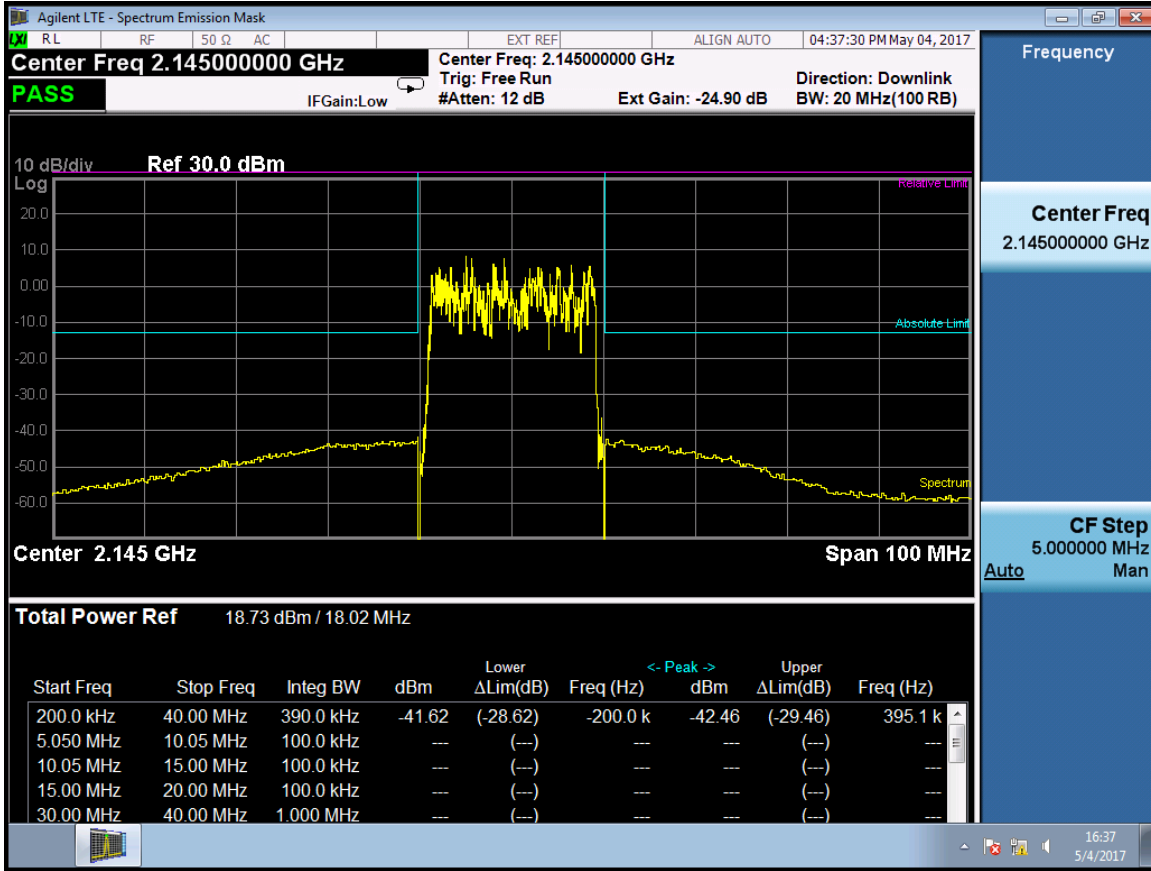 Agilent LTE - Spectrum Emission Mask
LXI RL RF 50 Ω AC EXT REF ALIGN AUTO 04:37:30 PM May 04, 2017
Center Freq 2.145000000 GHz
Center Freq: 2.145000000 GHz
Trig: Free Run Direction: Downlink
PASS IFGain:Low #Atten: 12 dB Ext Gain: -24.90 dB BW: 20 MHz(100 RB)
10 dB/div Ref 30.0 dBm
Log
Relative Limit
20.0
10.0
0.00
-10.0
Absolute Limit
-20.0
-30.0
-40.0
-50.0
Spectrum
-60.0
Center 2.145 GHz Span 100 MHz
Total Power Ref 18.73 dBm / 18.02 MHz
Lower <- Peak -> Upper
Start Freq Stop Freq Integ BW dBm ΔLim(dB) Freq (Hz) dBm ΔLim(dB) Freq (Hz)
200.0 kHz 40.00 MHz 390.0 kHz -41.62 (-28.62) -200.0 k -42.46 (-29.46) 395.1 k
5.050 MHz 10.05 MHz 100.0 kHz --- (---) --- --- (---) ---
10.05 MHz 15.00 MHz 100.0 kHz --- (---) --- --- (---) ---
15.00 MHz 20.00 MHz 100.0 kHz --- (---) --- --- (---) ---
30.00 MHz 40.00 MHz 1.000 MHz --- (---) --- --- (---) ---
Frequency
Center Freq
2.145000000 GHz
CF Step
5.000000 MHz
Auto Man
16:37
5/4/2017